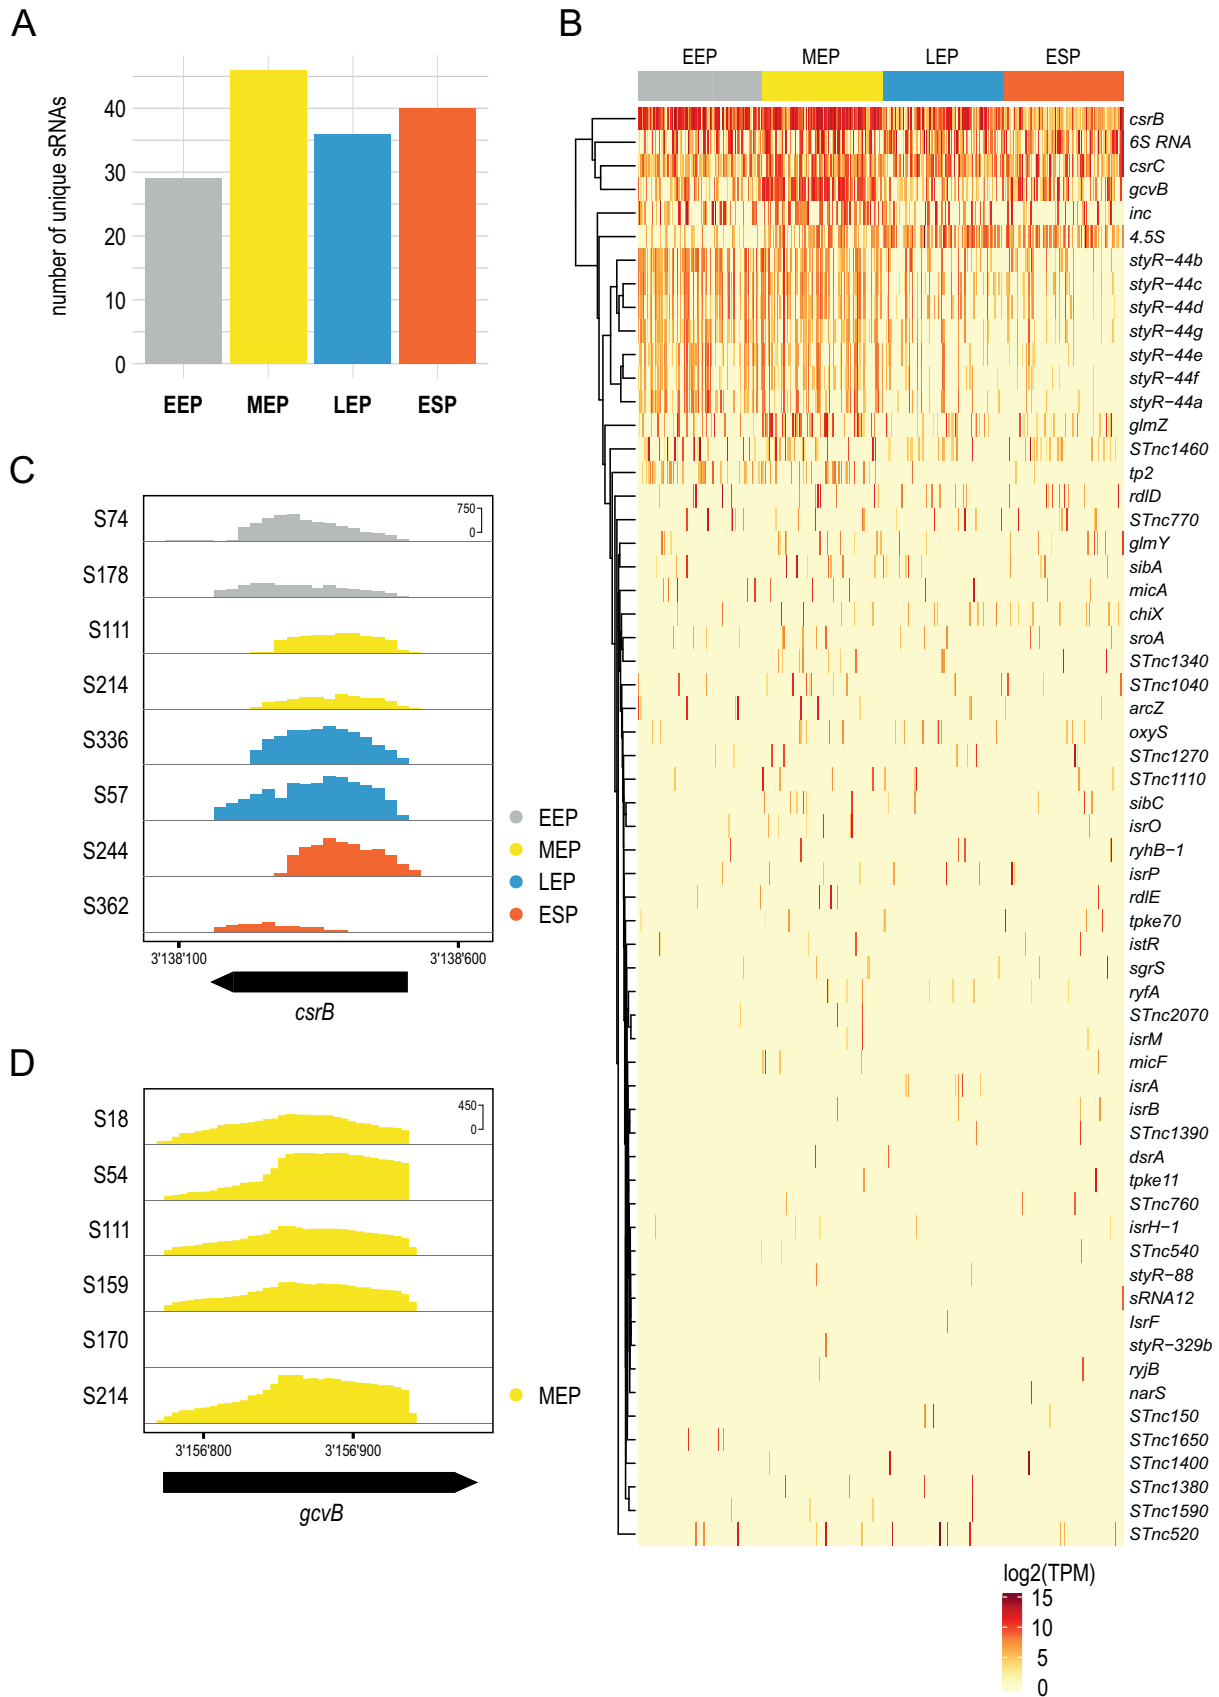 A
number of unique sRNAs
40
30
20
10
0
EEP MEP LEP ESP
B
EEP MEP LEP ESP
csrB
6S RNA
csrC
gcvB
inc
4.5S
styR−44b
styR−44c
styR−44d
styR−44g
styR−44e
styR−44f
styR−44a
glmZ
STnc1460
tp2
rdlD
STnc770
glmY
sibA
micA
chiX
sroA
STnc1340
STnc1040
arcZ
oxyS
STnc1270
STnc1110
sibC
isrO
ryhB−1
isrP
rdlE
tpke70
istR
sgrS
ryfA
STnc2070
isrM
micF
isrA
isrB
STnc1390
dsrA
tpke11
STnc760
isrH−1
STnc540
styR−88
sRNA12
IsrF
styR−329b
ryjB
narS
STnc150
STnc1650
STnc1400
STnc1380
STnc1590
STnc520
log2(TPM)
15
10
5
0
C
S74
750
0
S178
S111
S214
S336
S57
S244
S362
3'138'100 3'138'600
csrB
EEP
MEP
LEP
ESP
D
S18
450
0
S54
S111
S159
S170
S214
3'156'800 3'156'900
gcvB
MEP